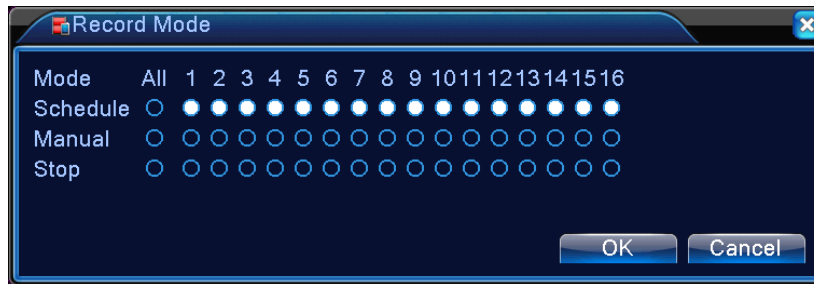 Record Mode
Mode All 1 2 3 4 5 6 7 8 9 10 11 12 13 14 15 16
Schedule
Manual
Stop
OK Cancel